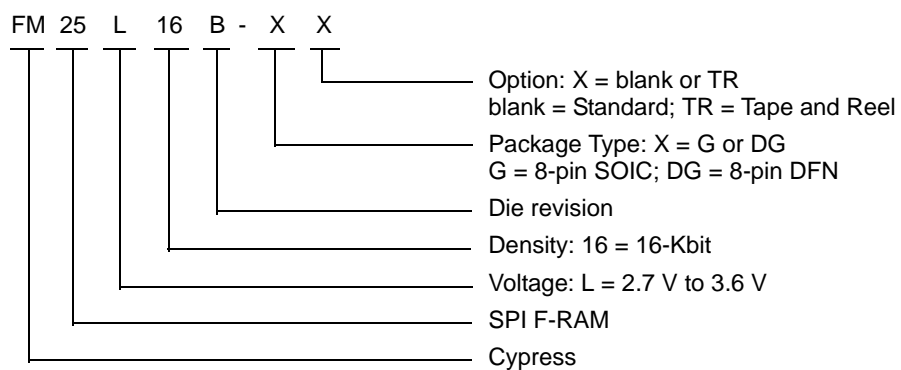 FM 25 L 16 B - X X
Option: X = blank or TR
blank = Standard; TR = Tape and Reel
Package Type: X = G or DG
G = 8-pin SOIC; DG = 8-pin DFN
Die revision
Density: 16 = 16-Kbit
Voltage: L = 2.7 V to 3.6 V
SPI F-RAM
Cypress